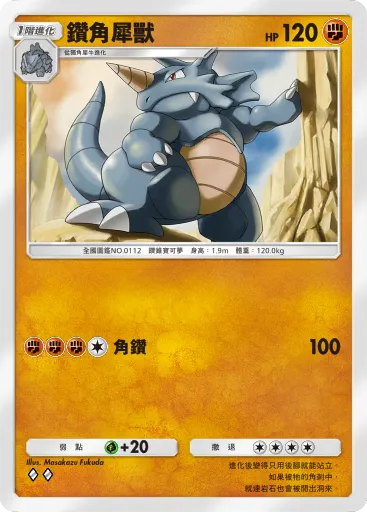 1階進化
鑽角犀獸
HP 120
從獨角犀牛進化
全國圖鑑NO.0112 鑽錐寶可夢 身高：1.9m 體重：120.0kg
角鑽 100
弱點 +20 撤退
Illus. Masakazu Fukuda
進化後變得只用後腳就能站立。
如果被牠的角刺中，
就連岩石也會被開出洞來。